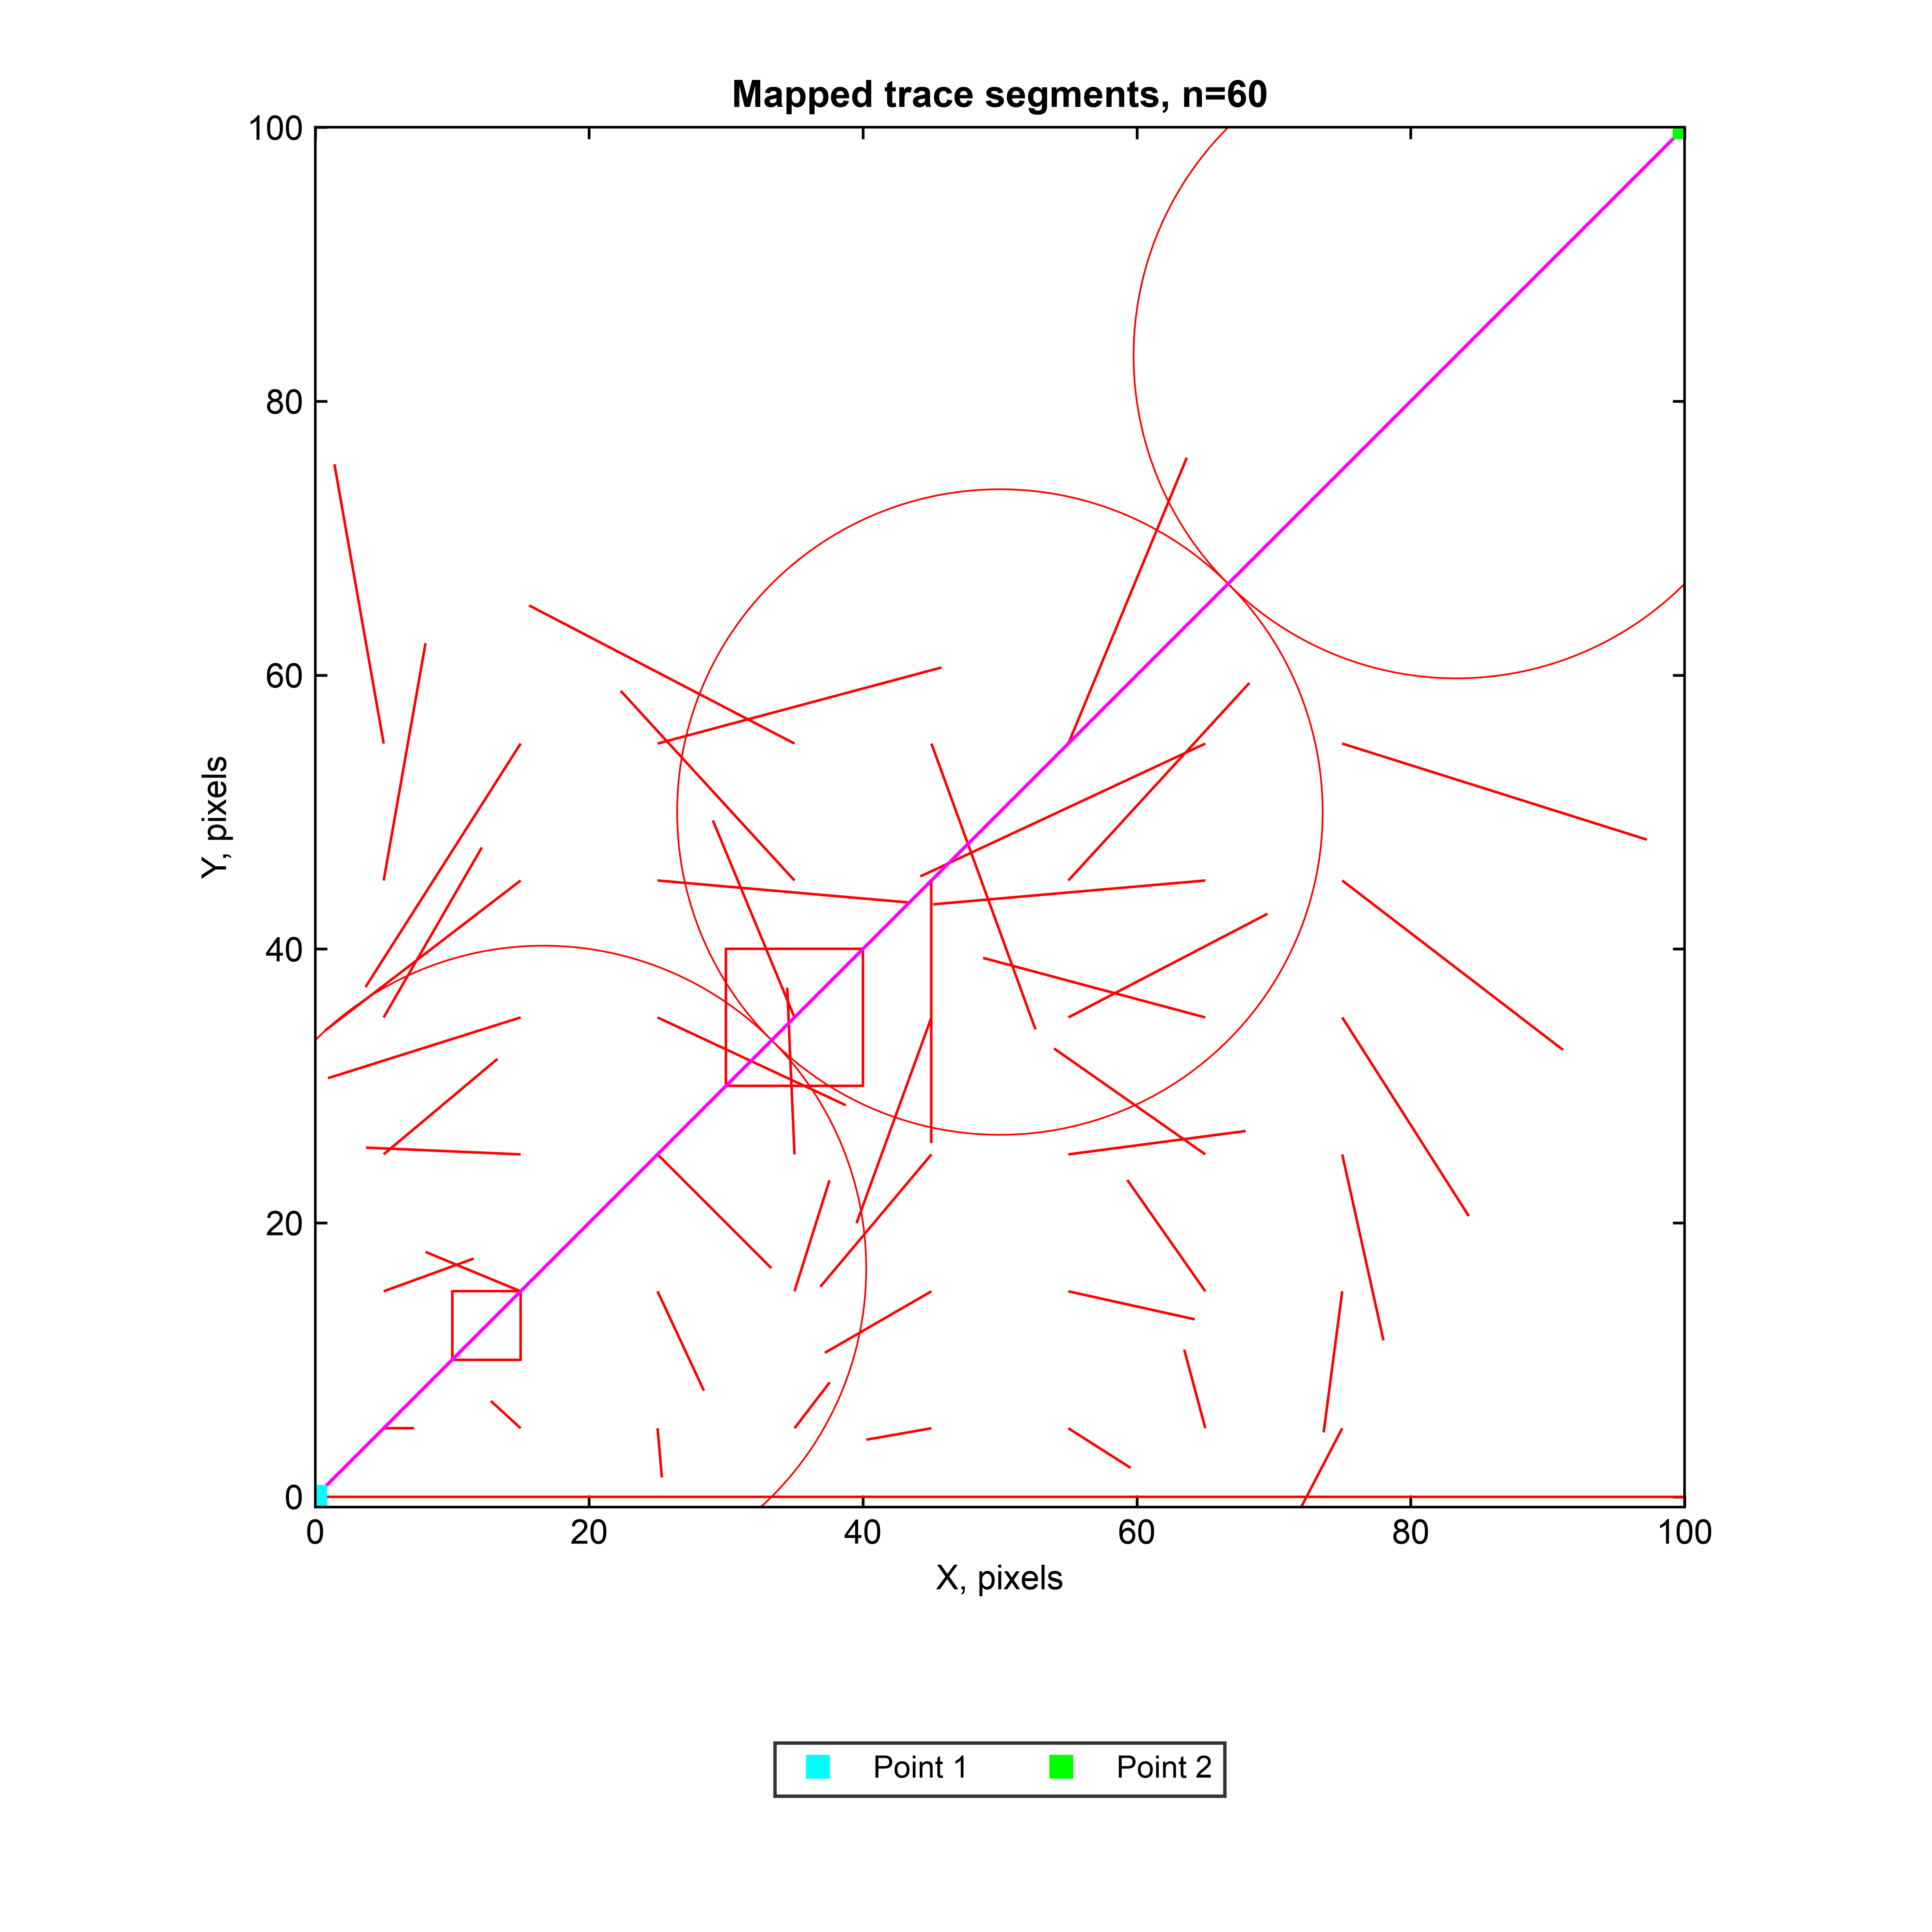 Mapped trace segments, n=60
100
80
60
40
20
0
Y, pixels
0 20 40 60 80 100
X, pixels
Point 1 Point 2